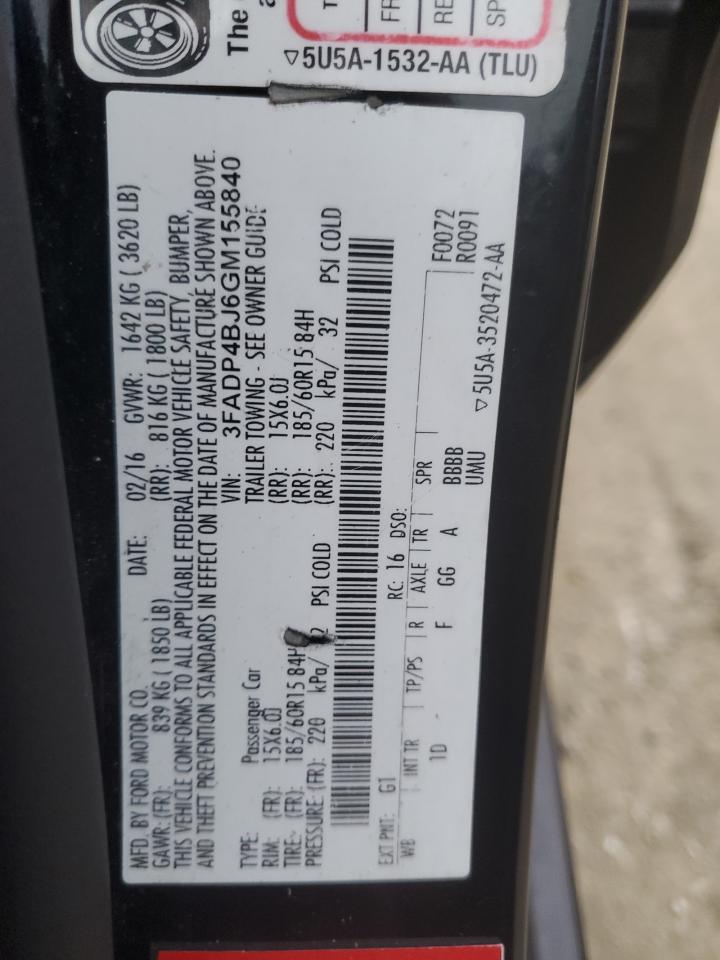 The
a
T
FR
RE
SP
▽5U5A-1532-AA (TLU)
MFD. BY FORD MOTOR CO. DATE: 02/16 GVWR: 1642 KG ( 3620 LB)
GAWR: (FR): 839 KG ( 1850 LB) (RR): 816 KG ( 1800 LB)
THIS VEHICLE CONFORMS TO ALL APPLICABLE FEDERAL MOTOR VEHICLE SAFETY, BUMPER,
AND THEFT PREVENTION STANDARDS IN EFFECT ON THE DATE OF MANUFACTURE SHOWN ABOVE.
VIN: 3FADP4BJ6GM155840
TYPE: Passenger Car TRAILER TOWING - SEE OWNER GUIDE
RIM: (FR): 15X6.0J (RR): 15X6.0J
TIRE: (FR): 185/60R15 84H (RR): 185/60R15 84H
PRESSURE: (FR): 220 kPa/ 2 PSI COLD (RR): 220 kPa/ 32 PSI COLD
EXT PNT: G1 RC: 16 DSO: F0072
WB INT TR TP/PS R AXLE TR SPR R0091
1D F GG A BBBB
UMU
▽5U5A-3520472-AA